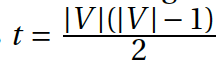 t = |V|(|V| − 1) / 2